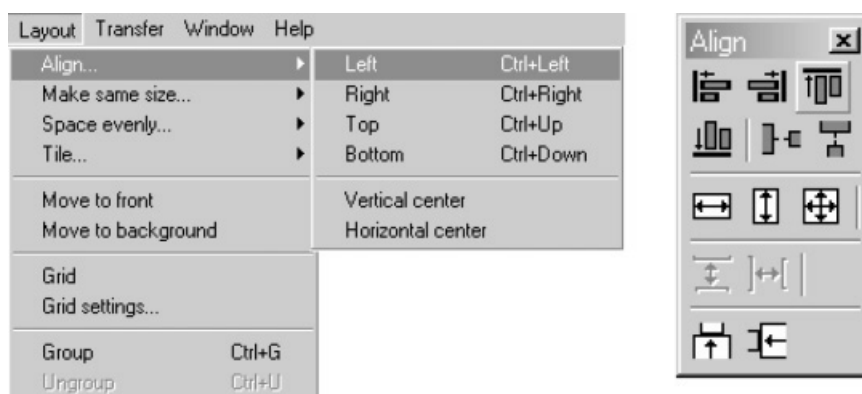 Layout Transfer Window Help
Align...
Make same size...
Space evenly...
Tile...
Move to front
Move to background
Grid
Grid settings...
Group Ctrl+G
Ungroup Ctrl+U
Left Ctrl+Left
Right Ctrl+Right
Top Ctrl+Up
Bottom Ctrl+Down
Vertical center
Horizontal center
Align